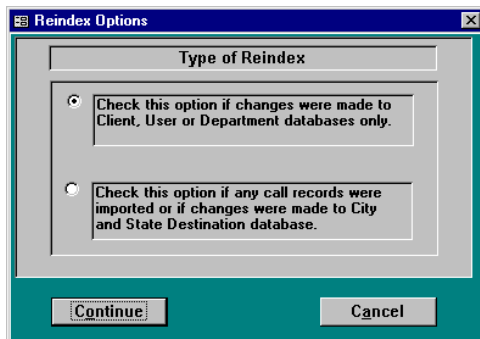 Reindex Options
Type of Reindex
Check this option if changes were made to
Client, User or Department databases only.
Check this option if any call records were
imported or if changes were made to City
and State Destination database.
Continue
Cancel